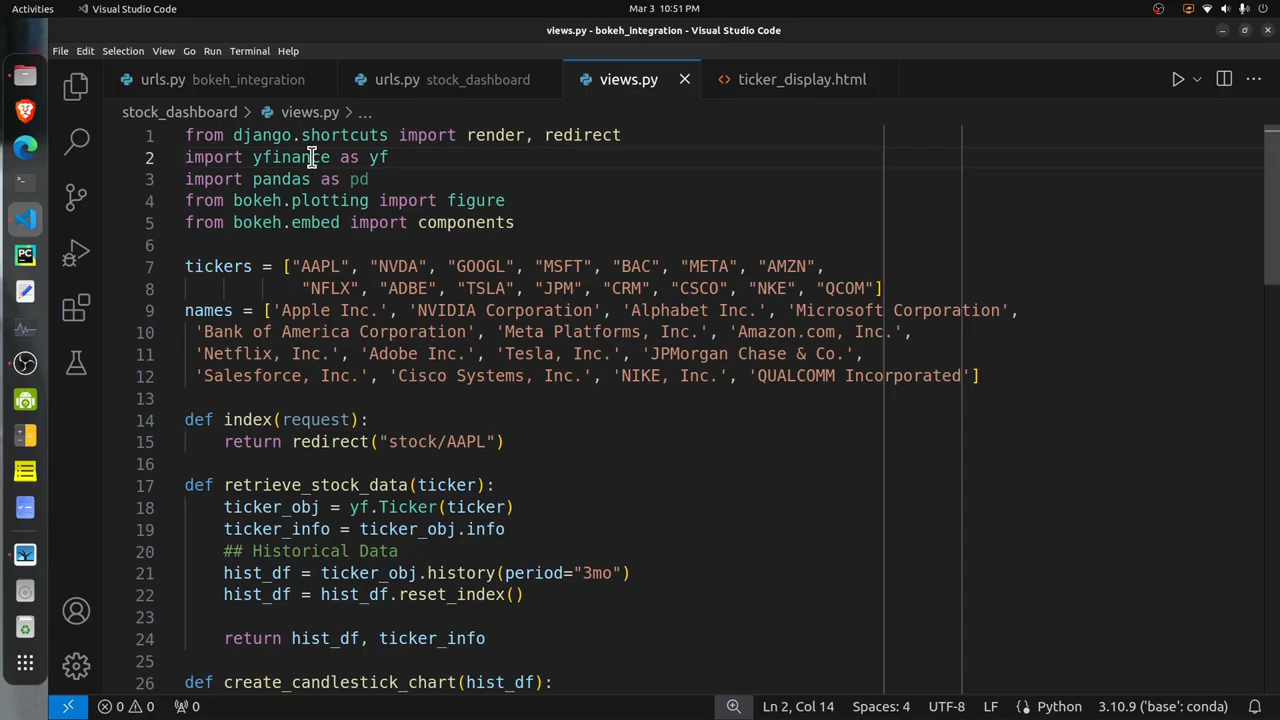 Activities
Visual Studio Code
Mar 3 10:51 PM
views.py - bokeh_integration - Visual Studio Code
File Edit Selection View Go Run Terminal Help
urls.py bokeh_integration
urls.py stock_dashboard
views.py
<> ticker_display.html
stock_dashboard > views.py > ...
1 from django.shortcuts import render, redirect
2 import yfinance as yf
3 import pandas as pd
4 from bokeh.plotting import figure
5 from bokeh.embed import components
6
7 tickers = ["AAPL", "NVDA", "GOOGL", "MSFT", "BAC", "META", "AMZN",
8 "NFLX", "ADBE", "TSLA", "JPM", "CRM", "CSCO", "NKE", "QCOM"]
9 names = ['Apple Inc.', 'NVIDIA Corporation', 'Alphabet Inc.', 'Microsoft Corporation',
10 'Bank of America Corporation', 'Meta Platforms, Inc.', 'Amazon.com, Inc.',
11 'Netflix, Inc.', 'Adobe Inc.', 'Tesla, Inc.', 'JPMorgan Chase & Co.',
12 'Salesforce, Inc.', 'Cisco Systems, Inc.', 'NIKE, Inc.', 'QUALCOMM Incorporated']
13
14 def index(request):
15 return redirect("stock/AAPL")
16
17 def retrieve_stock_data(ticker):
18 ticker_obj = yf.Ticker(ticker)
19 ticker_info = ticker_obj.info
20 ## Historical Data
21 hist_df = ticker_obj.history(period="3mo")
22 hist_df = hist_df.reset_index()
23
24 return hist_df, ticker_info
25
26 def create_candlestick_chart(hist_df):
0 0 0 Ln 2, Col 14 Spaces: 4 UTF-8 LF Python 3.10.9 ('base': conda)